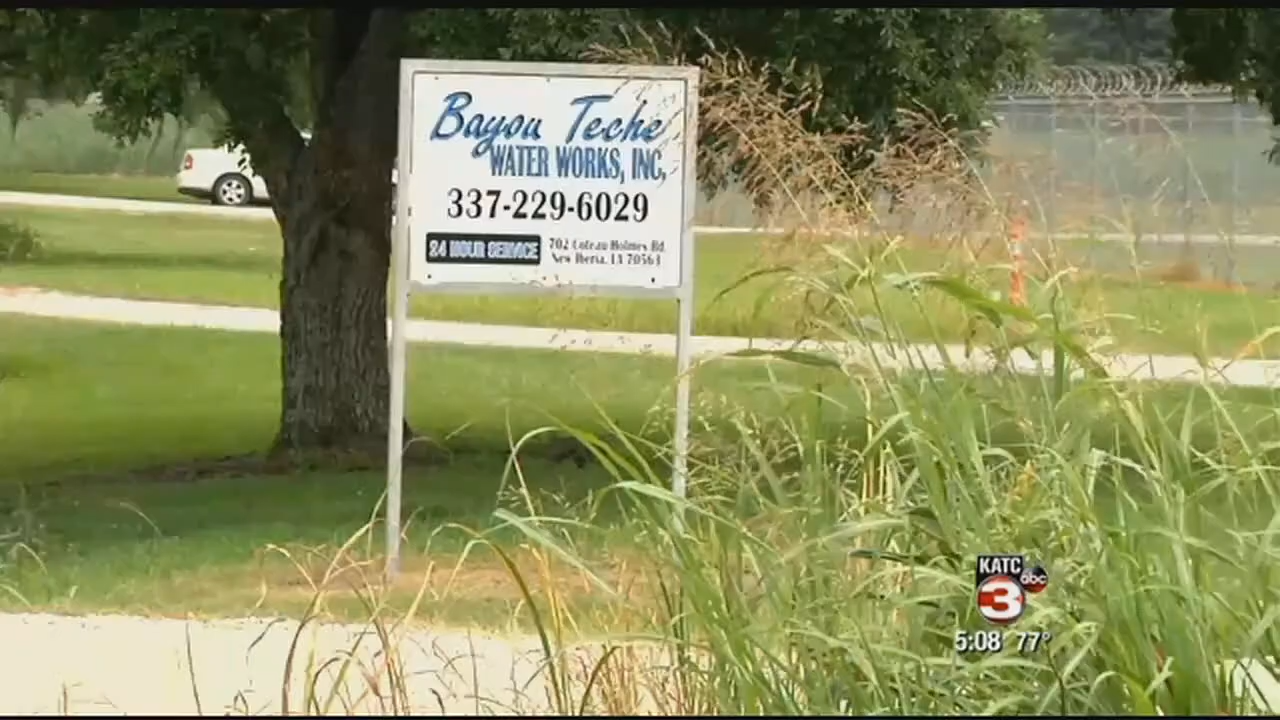 Bayou Teche
WATER WORKS, INC.
337-229-6029
24 HOUR SERVICE
702 Coteau Holmes Rd.
New Iberia, LA 70563
KATC
abc
3
5:08 77°